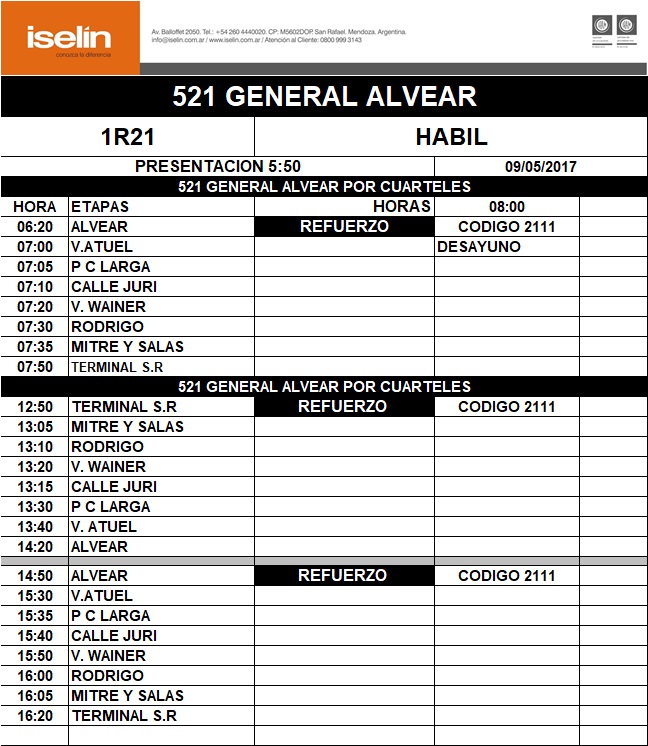 iselín
conozca la diferencia
Av. Balloffet 2050. Tel.: +54 260 4440020. CP: M5602DOP. San Rafael. Mendoza. Argentina.
info@iselin.com.ar / www.iselin.com.ar / Atención al Cliente: 0800 999 3143
521 GENERAL ALVEAR
1R21 HABIL
PRESENTACION 5:50 09/05/2017
521 GENERAL ALVEAR POR CUARTELES
HORA ETAPAS HORAS 08:00
06:20 ALVEAR REFUERZO CODIGO 2111
07:00 V.ATUEL DESAYUNO
07:05 P C LARGA
07:10 CALLE JURI
07:20 V. WAINER
07:30 RODRIGO
07:35 MITRE Y SALAS
07:50 TERMINAL S.R
521 GENERAL ALVEAR POR CUARTELES
12:50 TERMINAL S.R REFUERZO CODIGO 2111
13:05 MITRE Y SALAS
13:10 RODRIGO
13:20 V. WAINER
13:15 CALLE JURI
13:30 P C LARGA
13:40 V. ATUEL
14:20 ALVEAR
14:50 ALVEAR REFUERZO CODIGO 2111
15:30 V.ATUEL
15:35 P C LARGA
15:40 CALLE JURI
15:50 V. WAINER
16:00 RODRIGO
16:05 MITRE Y SALAS
16:20 TERMINAL S.R